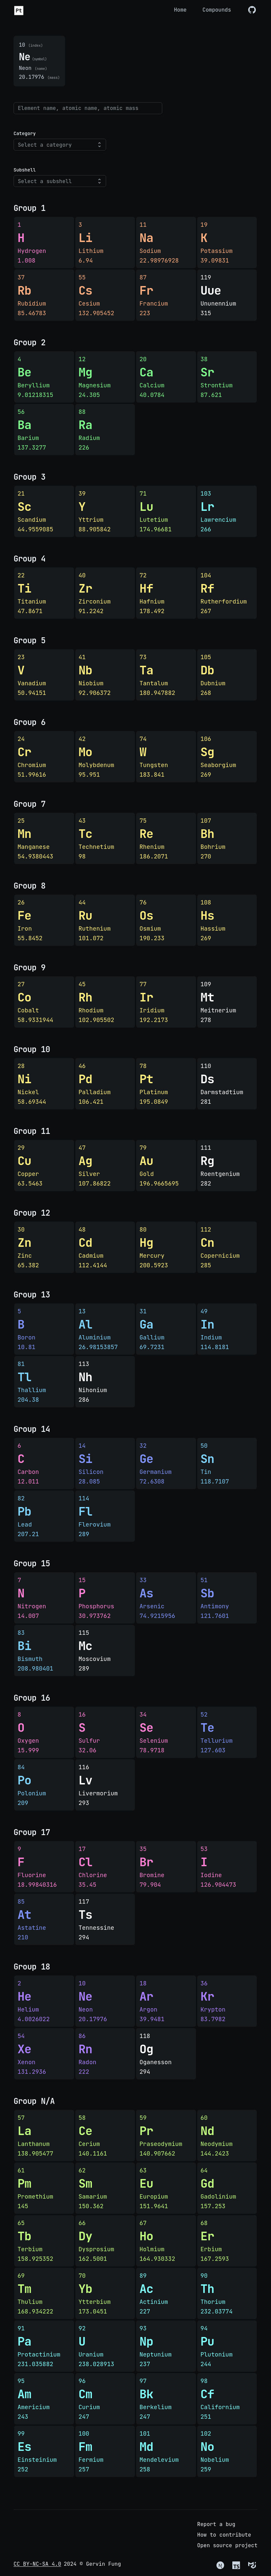 Pt
Home
Compounds
10 (index)
Ne (symbol)
Neon (name)
20.17976 (mass)
Element name, atomic name, atomic mass
Category
Select a category
Subshell
Select a subshell
Group 1
1
H
Hydrogen
1.008
3
Li
Lithium
6.94
11
Na
Sodium
22.98976928
19
K
Potassium
39.09831
37
Rb
Rubidium
85.46783
55
Cs
Cesium
132.905452
87
Fr
Francium
223
119
Uue
Ununennium
315
Group 2
4
Be
Beryllium
9.01218315
12
Mg
Magnesium
24.305
20
Ca
Calcium
40.0784
38
Sr
Strontium
87.621
56
Ba
Barium
137.3277
88
Ra
Radium
226
Group 3
21
Sc
Scandium
44.9559085
39
Y
Yttrium
88.905842
71
Lu
Lutetium
174.96681
103
Lr
Lawrencium
266
Group 4
22
Ti
Titanium
47.8671
40
Zr
Zirconium
91.2242
72
Hf
Hafnium
178.492
104
Rf
Rutherfordium
267
Group 5
23
V
Vanadium
50.94151
41
Nb
Niobium
92.906372
73
Ta
Tantalum
180.947882
105
Db
Dubnium
268
Group 6
24
Cr
Chromium
51.99616
42
Mo
Molybdenum
95.951
74
W
Tungsten
183.841
106
Sg
Seaborgium
269
Group 7
25
Mn
Manganese
54.9380443
43
Tc
Technetium
98
75
Re
Rhenium
186.2071
107
Bh
Bohrium
270
Group 8
26
Fe
Iron
55.8452
44
Ru
Ruthenium
101.072
76
Os
Osmium
190.233
108
Hs
Hassium
269
Group 9
27
Co
Cobalt
58.9331944
45
Rh
Rhodium
102.905502
77
Ir
Iridium
192.2173
109
Mt
Meitnerium
278
Group 10
28
Ni
Nickel
58.69344
46
Pd
Palladium
106.421
78
Pt
Platinum
195.0849
110
Ds
Darmstadtium
281
Group 11
29
Cu
Copper
63.5463
47
Ag
Silver
107.86822
79
Au
Gold
196.9665695
111
Rg
Roentgenium
282
Group 12
30
Zn
Zinc
65.382
48
Cd
Cadmium
112.4144
80
Hg
Mercury
200.5923
112
Cn
Copernicium
285
Group 13
5
B
Boron
10.81
13
Al
Aluminium
26.98153857
31
Ga
Gallium
69.7231
49
In
Indium
114.8181
81
Tl
Thallium
204.38
113
Nh
Nihonium
286
Group 14
6
C
Carbon
12.011
14
Si
Silicon
28.085
32
Ge
Germanium
72.6308
50
Sn
Tin
118.7107
82
Pb
Lead
207.21
114
Fl
Flerovium
289
Group 15
7
N
Nitrogen
14.007
15
P
Phosphorus
30.973762
33
As
Arsenic
74.9215956
51
Sb
Antimony
121.7601
83
Bi
Bismuth
208.980401
115
Mc
Moscovium
289
Group 16
8
O
Oxygen
15.999
16
S
Sulfur
32.06
34
Se
Selenium
78.9718
52
Te
Tellurium
127.603
84
Po
Polonium
209
116
Lv
Livermorium
293
Group 17
9
F
Fluorine
18.99840316
17
Cl
Chlorine
35.45
35
Br
Bromine
79.904
53
I
Iodine
126.904473
85
At
Astatine
210
117
Ts
Tennessine
294
Group 18
2
He
Helium
4.0026022
10
Ne
Neon
20.17976
18
Ar
Argon
39.9481
36
Kr
Krypton
83.7982
54
Xe
Xenon
131.2936
86
Rn
Radon
222
118
Og
Oganesson
294
Group N/A
57
La
Lanthanum
138.905477
58
Ce
Cerium
140.1161
59
Pr
Praseodymium
140.907662
60
Nd
Neodymium
144.2423
61
Pm
Promethium
145
62
Sm
Samarium
150.362
63
Eu
Europium
151.9641
64
Gd
Gadolinium
157.253
65
Tb
Terbium
158.925352
66
Dy
Dysprosium
162.5001
67
Ho
Holmium
164.930332
68
Er
Erbium
167.2593
69
Tm
Thulium
168.934222
70
Yb
Ytterbium
173.0451
89
Ac
Actinium
227
90
Th
Thorium
232.03774
91
Pa
Protactinium
231.035882
92
U
Uranium
238.028913
93
Np
Neptunium
237
94
Pu
Plutonium
244
95
Am
Americium
243
96
Cm
Curium
247
97
Bk
Berkelium
247
98
Cf
Californium
251
99
Es
Einsteinium
252
100
Fm
Fermium
257
101
Md
Mendelevium
258
102
No
Nobelium
259
Report a bug
How to contribute
Open source project
CC BY-NC-SA 4.0 2024 © Gervin Fung